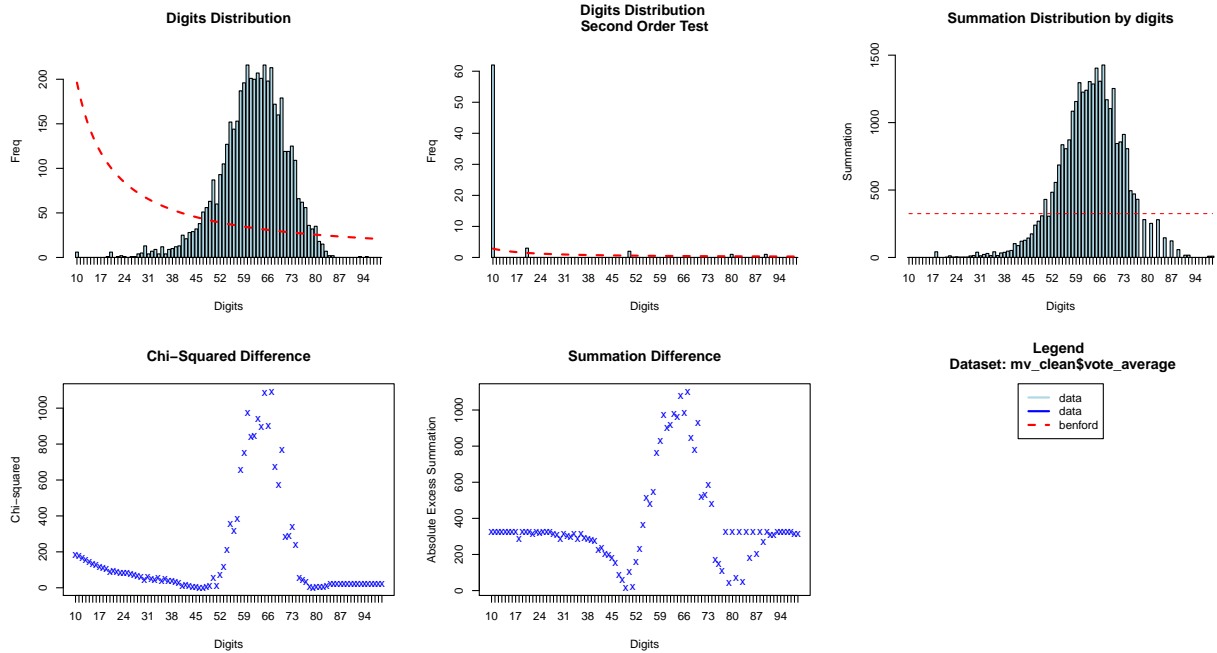 Digits Distribution
Freq
0 50 100 150 200
10 17 24 31 38 45 52 59 66 73 80 87 94
Digits
Digits Distribution
Second Order Test
Freq
0 10 20 30 40 50 60
10 17 24 31 38 45 52 59 66 73 80 87 94
Digits
Summation Distribution by digits
Summation
0 500 1000 1500
10 17 24 31 38 45 52 59 66 73 80 87 94
Digits
Chi−Squared Difference
Chi−squared
0 200 400 600 800 1000
10 17 24 31 38 45 52 59 66 73 80 87 94
Digits
Summation Difference
Absolute Excess Summation
0 200 400 600 800 1000
10 17 24 31 38 45 52 59 66 73 80 87 94
Digits
Legend
Dataset: mv_clean$vote_average
data
data
benford